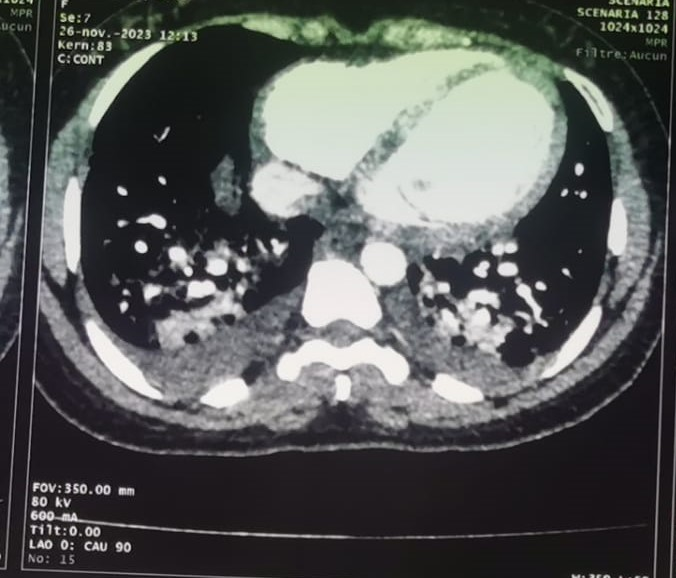 MPR
Aucun
F
Se:7
26-nov.-2023 12:13
Kern:83
C:CONT
SCENARIA
SCENARIA 128
1024x1024
MPR
Filtre:Aucun
FOV:350.00 mm
80 kv
600 mA
Tilt:0.00
LAO 0: CAU 90
No: 15